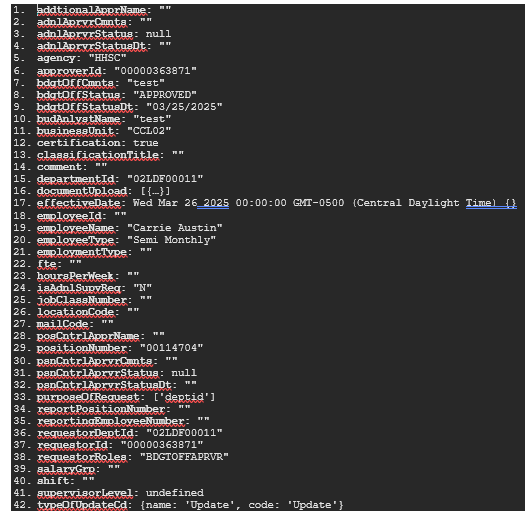 1. addtionalApprName: ""
2. adnlAprvrCmnts: ""
3. adnlAprvrStatus: null
4. adnlAprvrStatusDt: ""
5. agency: "HHSC"
6. approverId: "00000363871"
7. bdgtOffCmnts: "test"
8. bdgtOffStatus: "APPROVED"
9. bdgtOffStatusDt: "03/25/2025"
10. budAnlystName: "test"
11. businessUnit: "CCL02"
12. certification: true
13. classificationTitle: ""
14. comment: ""
15. departmentId: "02LDF00011"
16. documentUpload: [{…}]
17. effectiveDate: Wed Mar 26 2025 00:00:00 GMT-0500 (Central Daylight Time) {}
18. employeeId: ""
19. employeeName: "Carrie Austin"
20. employeeType: "Semi Monthly"
21. employmentType: ""
22. fte: ""
23. hoursPerWeek: ""
24. isAdnlSupvReq: "N"
25. jobClassNumber: ""
26. locationCode: ""
27. mailCode: ""
28. posCntrlApprName: ""
29. positionNumber: "00114704"
30. psnCntrlAprvrCmnts: ""
31. psnCntrlAprvrStatus: null
32. psnCntrlAprvrStatusDt: ""
33. purposeOfRequest: ['deptid']
34. reportPositionNumber: ""
35. reportingEmployeeNumber: ""
36. requestorDeptId: "02LDF00011"
37. requestorId: "00000363871"
38. requestorRoles: "BDGTOFFAPRVR"
39. salaryGrp: ""
40. shift: ""
41. supervisorLevel: undefined
42. typeOfUpdateCd: {name: 'Update', code: 'Update'}